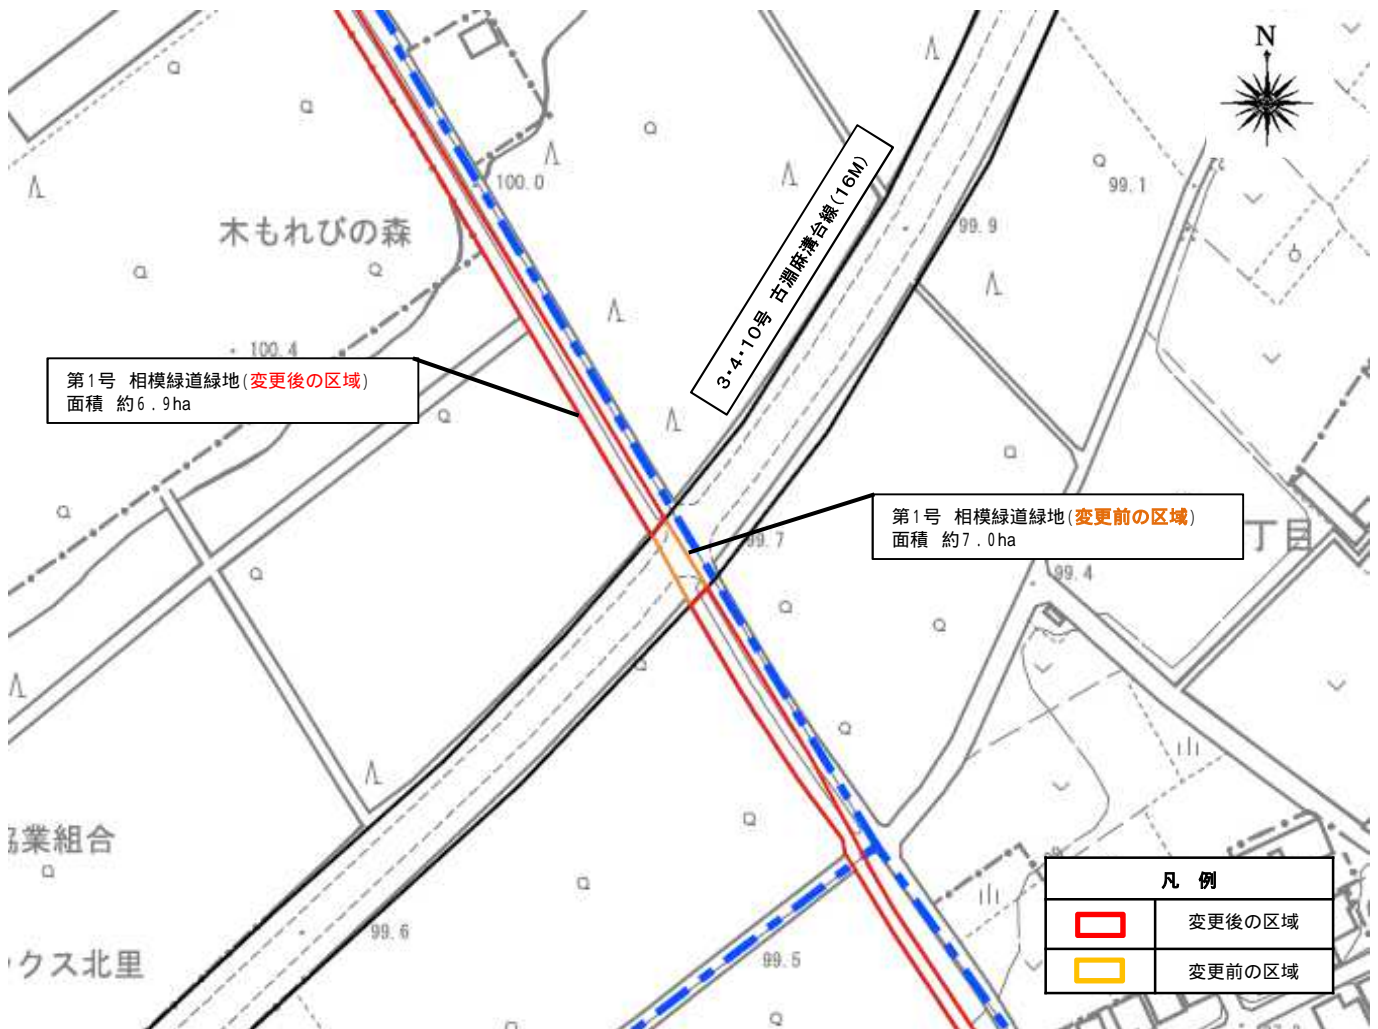 N
100.0
99.1
99.9
木もれびの森
3・4・10号 古淵麻溝台線(16M)
100.4
第1号 相模緑道緑地(変更後の区域)
面積 約6.9ha
第1号 相模緑道緑地(変更前の区域)
面積 約7.0ha
丁目
99.7
99.4
業組合
クス北里
99.6
99.5
凡 例
変更後の区域
変更前の区域